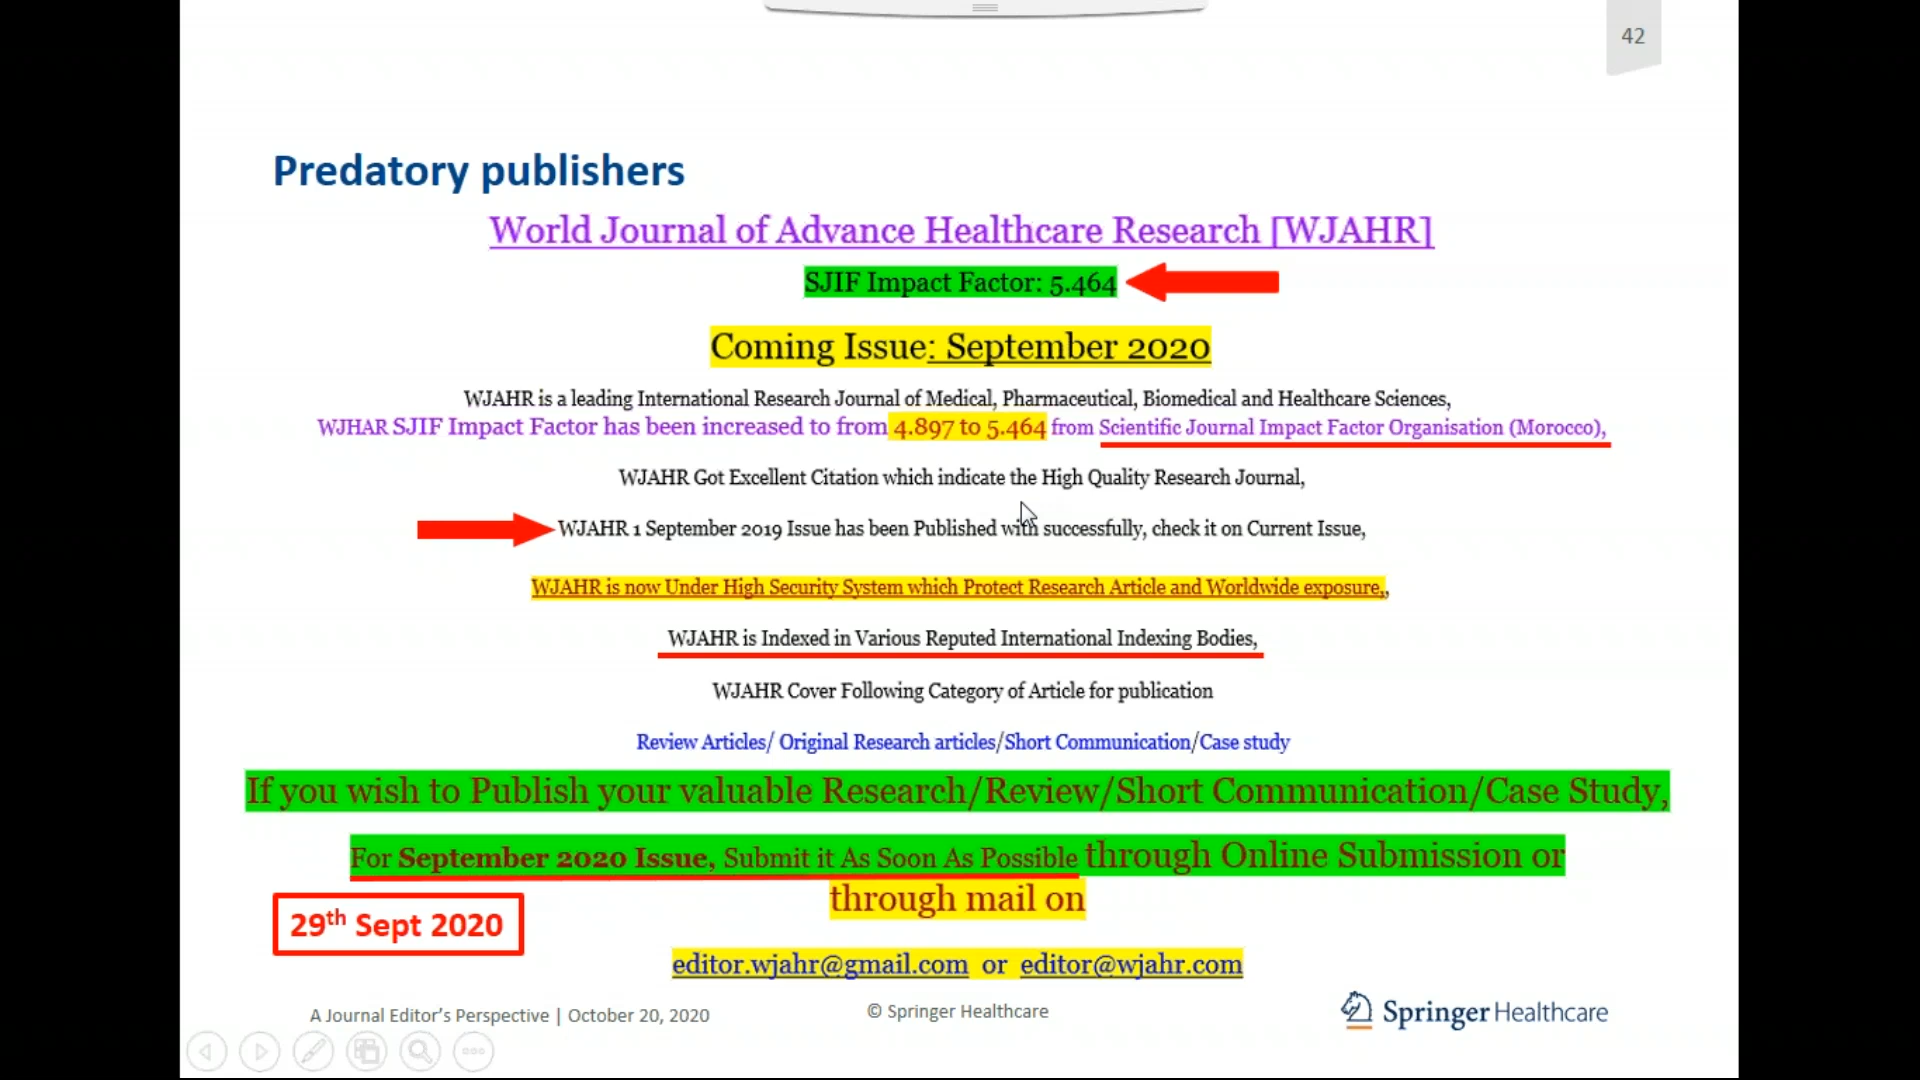 42
Predatory publishers
World Journal of Advance Healthcare Research [WJAHR]
SJIF Impact Factor: 5.464
Coming Issue: September 2020
WJAHR is a leading International Research Journal of Medical, Pharmaceutical, Biomedical and Healthcare Sciences,
WJHAR SJIF Impact Factor has been increased to from 4.897 to 5.464 from Scientific Journal Impact Factor Organisation (Morocco),
WJAHR Got Excellent Citation which indicate the High Quality Research Journal,
WJAHR 1 September 2019 Issue has been Published with successfully, check it on Current Issue,
WJAHR is now Under High Security System which Protect Research Article and Worldwide exposure,,
WJAHR is Indexed in Various Reputed International Indexing Bodies,
WJAHR Cover Following Category of Article for publication
Review Articles/ Original Research articles/Short Communication/Case study
If you wish to Publish your valuable Research/Review/Short Communication/Case Study,
For September 2020 Issue, Submit it As Soon As Possible through Online Submission or
through mail on
29th Sept 2020
editor.wjahr@gmail.com or editor@wjahr.com
A Journal Editor's Perspective | October 20, 2020
© Springer Healthcare
Springer Healthcare